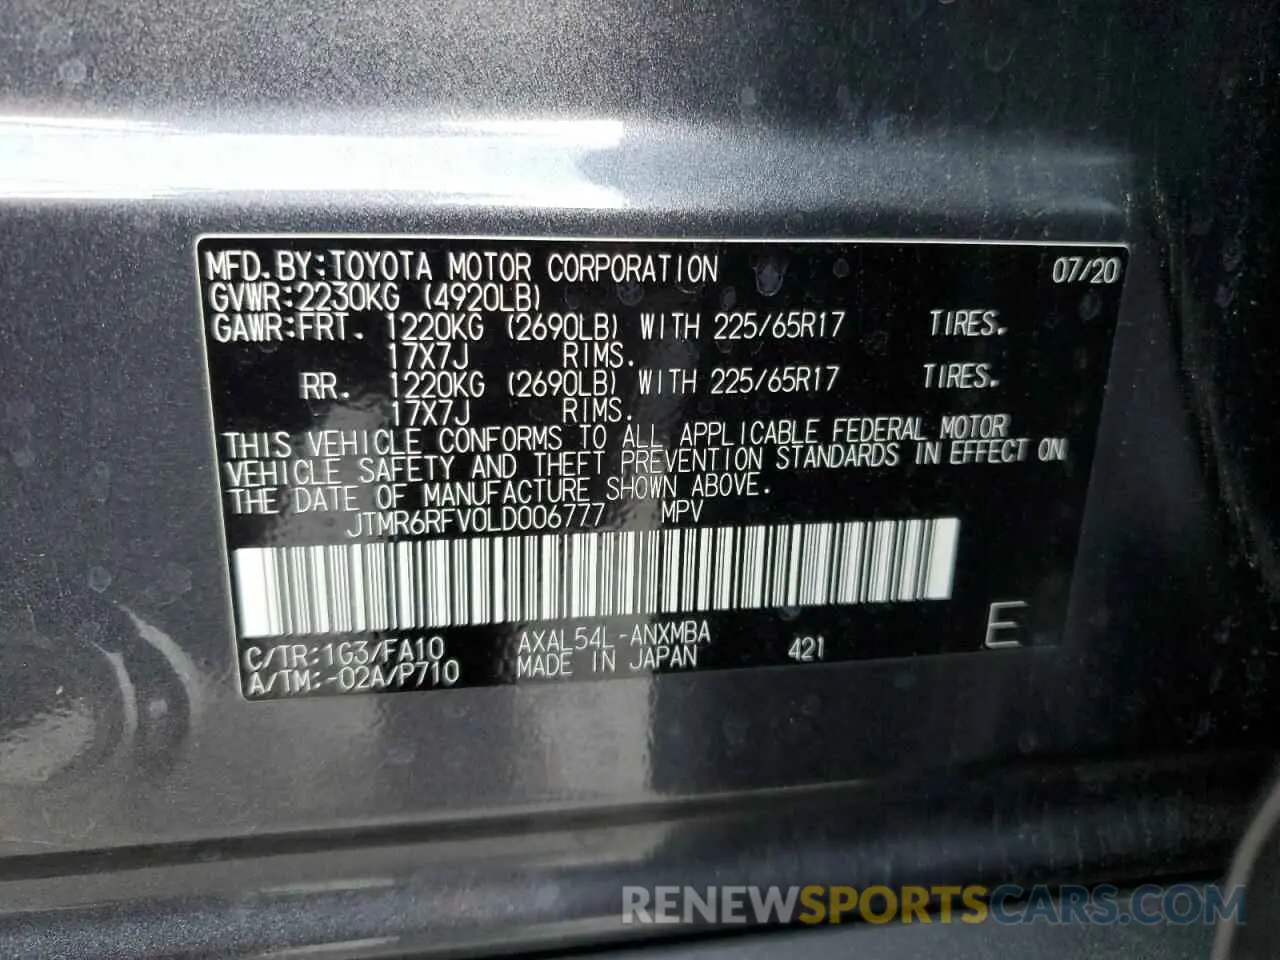 MFD.BY:TOYOTA MOTOR CORPORATION 07/20
GVWR:2230KG (4920LB)
GAWR:FRT. 1220KG (2690LB) WITH 225/65R17 TIRES.
17X7J RIMS.
RR. 1220KG (2690LB) WITH 225/65R17 TIRES.
17X7J RIMS.
THIS VEHICLE CONFORMS TO ALL APPLICABLE FEDERAL MOTOR
VEHICLE SAFETY AND THEFT PREVENTION STANDARDS IN EFFECT ON
THE DATE OF MANUFACTURE SHOWN ABOVE.
JTMR6RFV0LD006777 MPV
C/TR:1G3/FA10 AXAL54L-ANXMBA 421 E
A/TM:-02A/P710 MADE IN JAPAN
RENEWSPORTSCARS.COM